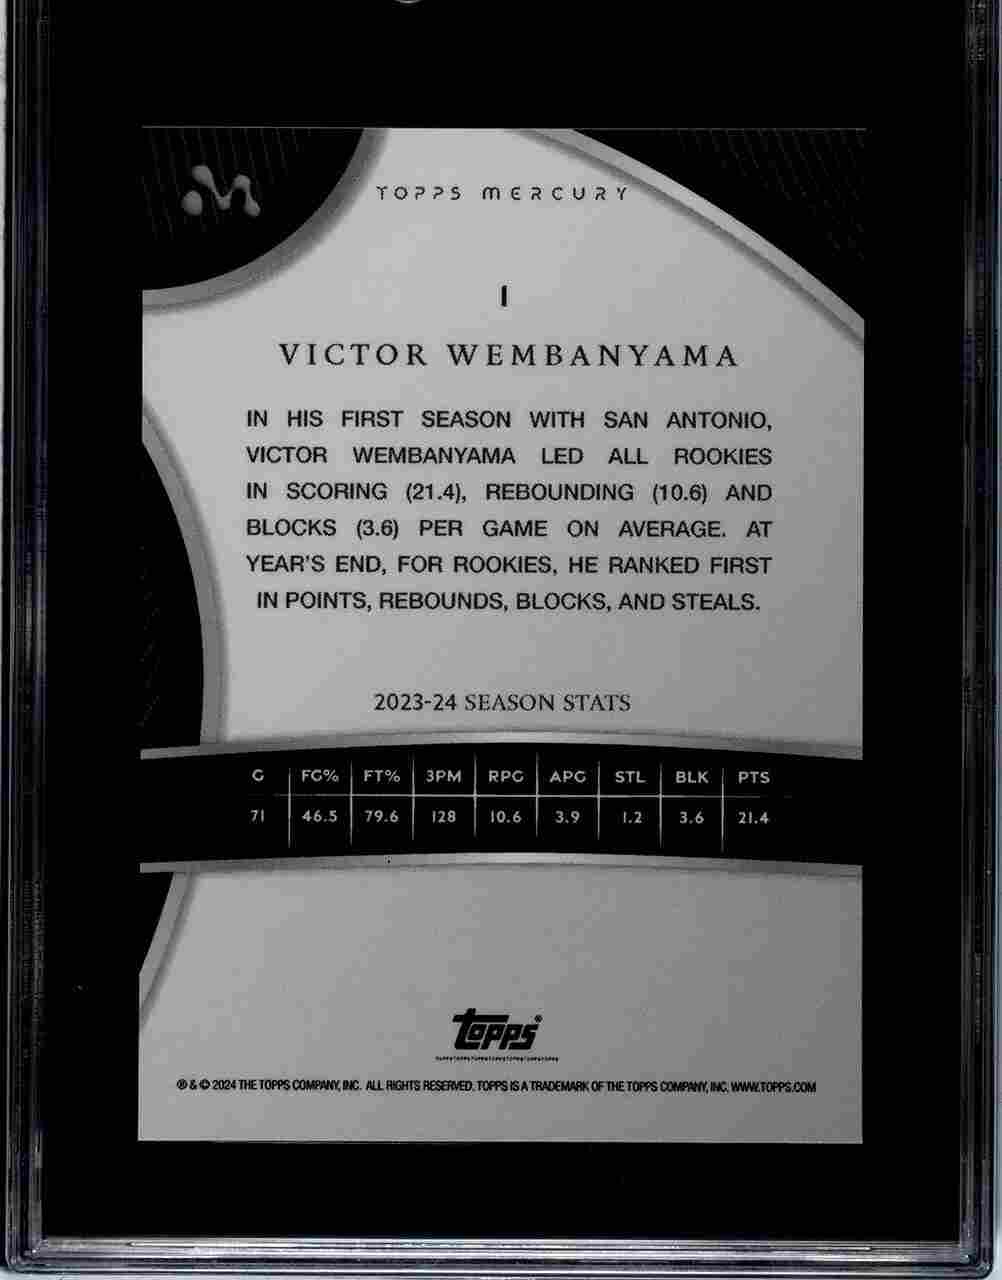 TOPPS MERCURY
1
VICTOR WEMBANYAMA
IN HIS FIRST SEASON WITH SAN ANTONIO,
VICTOR WEMBANYAMA LED ALL ROOKIES
IN SCORING (21.4), REBOUNDING (10.6) AND
BLOCKS (3.6) PER GAME ON AVERAGE. AT
YEAR'S END, FOR ROOKIES, HE RANKED FIRST
IN POINTS, REBOUNDS, BLOCKS, AND STEALS.
2023-24 SEASON STATS
G FG% FT% 3PM RPG APG STL BLK PTS
71 46.5 79.6 128 10.6 3.9 1.2 3.6 21.4
Topps®
® & © 2024 THE TOPPS COMPANY, INC. ALL RIGHTS RESERVED. TOPPS IS A TRADEMARK OF THE TOPPS COMPANY, INC. WWW.TOPPS.COM